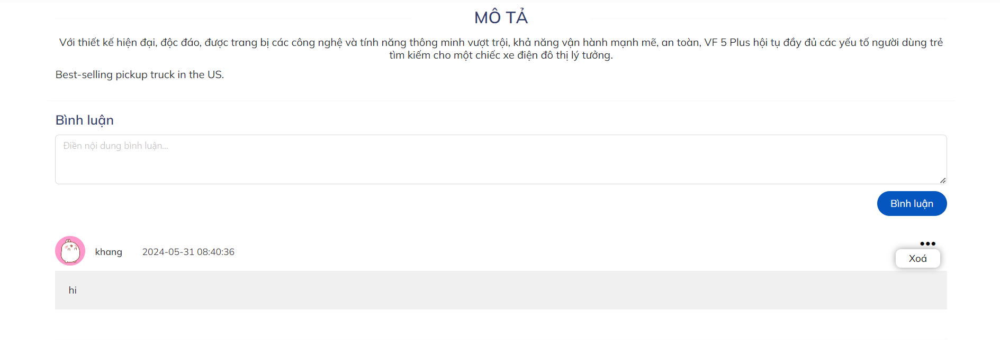 MÔ TẢ
Với thiết kế hiện đại, độc đáo, được trang bị các công nghệ và tính năng thông minh vượt trội, khả năng vận hành mạnh mẽ, an toàn, VF 5 Plus hội tụ đầy đủ các yếu tố người dùng trẻ
tìm kiếm cho một chiếc xe điện đô thị lý tưởng.
Best-selling pickup truck in the US.
Bình luận
Điền nội dung bình luận...
Bình luận
khang 2024-05-31 08:40:36
Xoá
hi